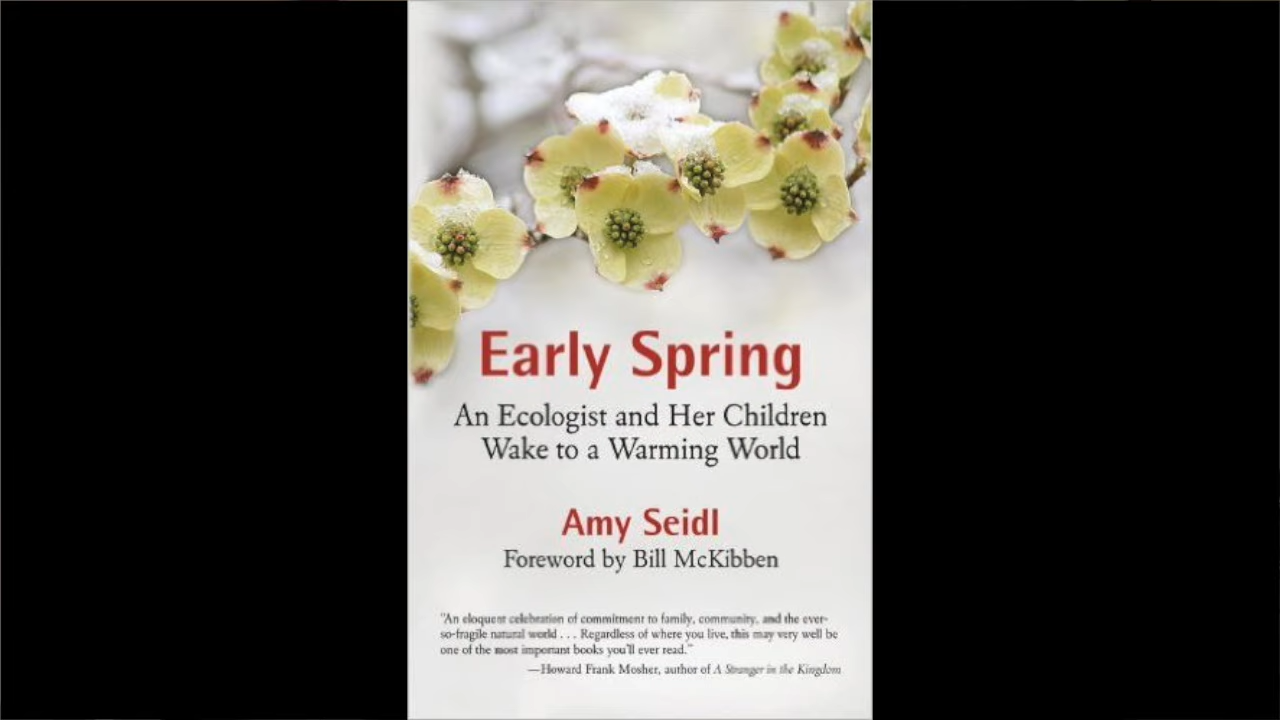 Early Spring
An Ecologist and Her Children
Wake to a Warming World
Amy Seidl
Foreword by Bill McKibben
"An eloquent celebration of commitment to family, community, and the ever-
so-fragile natural world . . . Regardless of where you live, this may very well be
one of the most important books you'll ever read."
—Howard Frank Mosher, author of A Stranger in the Kingdom